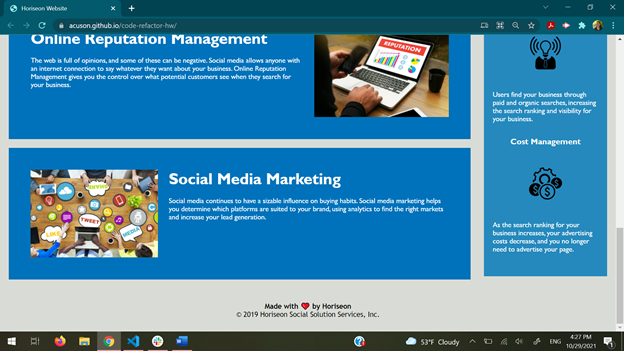 Horiseon Website
acuson.github.io/code-refactor-hw/
Online Reputation Management
The web is full of opinions, and some of these can be negative. Social media allows anyone with
an internet connection to say whatever they want about your business. Online Reputation
Management gives you the control over what potential customers see when they search for
your business.
REPUTATION
Users find your business through
paid and organic searches, increasing
the search ranking and visibility for
your business.
Cost Management
As the search ranking for your
business increases, your advertising
costs decrease, and you no longer
need to advertise your page.
Social Media Marketing
Social media continues to have a sizable influence on buying habits. Social media marketing helps
you determine which platforms are suited to your brand, using analytics to find the right markets
and increase your lead generation.
SHARE
TWEET
LIKE
MEDIA
Made with ❤️ by Horiseon
© 2019 Horiseon Social Solution Services, Inc.
53°F Cloudy
ENG
4:27 PM
10/29/2021